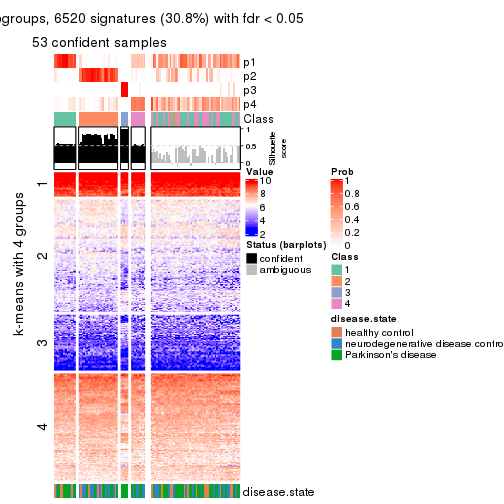 ogroups, 6520 signatures (30.8%) with fdr < 0.05
53 confident samples
p1
p2
p3
p4
Class
1
0.5
0
Silhouette
score
k-means with 4 groups
1
2
3
4
Value
10
8
6
4
2
Status (barplots)
confident
ambiguous
Prob
1
0.8
0.6
0.4
0.2
0
Class
1
2
3
4
disease.state
healthy control
neurodegenerative disease contro
Parkinson's disease
disease.state